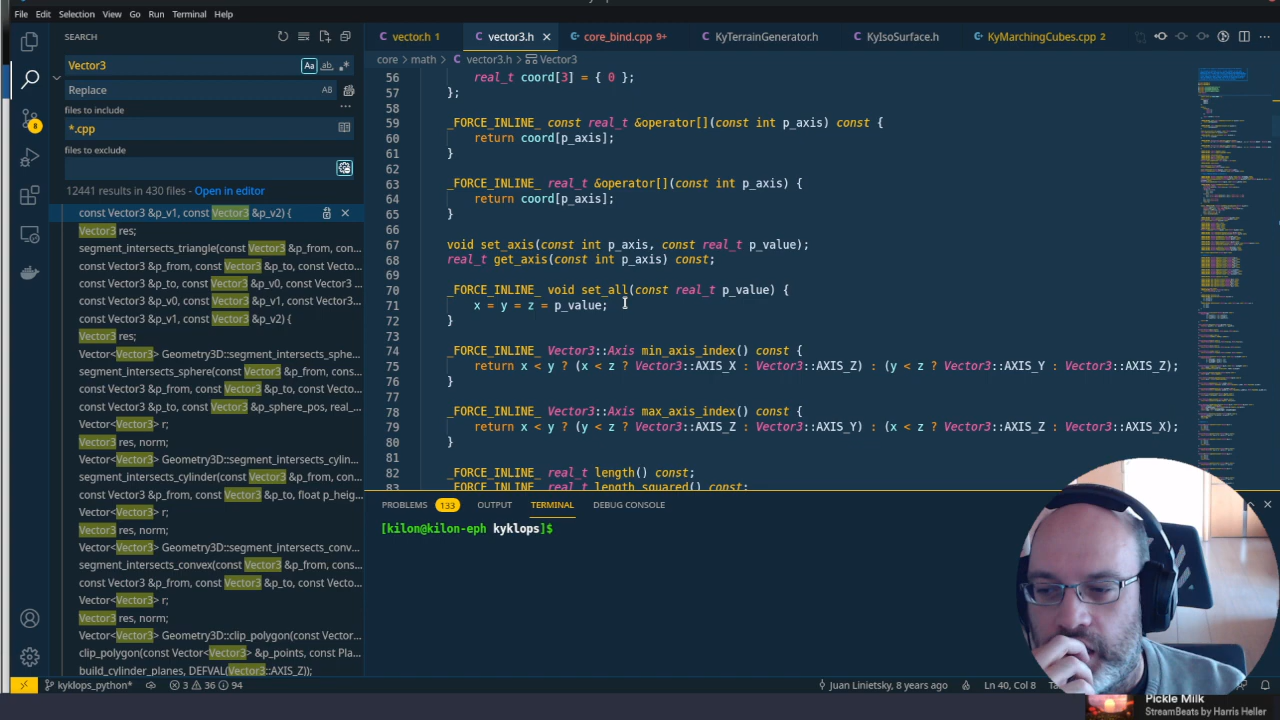 File Edit Selection View Go Run Terminal Help
SEARCH
Vector3
Aa ab
Replace
AB
files to include
*.cpp
files to exclude
12441 results in 430 files - Open in editor
const Vector3 &p_v1, const Vector3 &p_v2) {
Vector3 res;
segment_intersects_triangle(const Vector3 &p_from, con...
const Vector3 &p_from, const Vector3 &p_to, const Vecto...
const Vector3 &p_to, const Vector3 &p_v0, const Vector3...
const Vector3 &p_v0, const Vector3 &p_v1, const Vector3...
const Vector3 &p_v1, const Vector3 &p_v2) {
Vector3 res;
Vector<Vector3> Geometry3D::segment_intersects_sphe...
segment_intersects_sphere(const Vector3 &p_from, con...
const Vector3 &p_from, const Vector3 &p_to, const Vecto...
const Vector3 &p_to, const Vector3 &p_sphere_pos, real_...
Vector<Vector3> r;
Vector3 res, norm;
Vector<Vector3> Geometry3D::segment_intersects_cylin...
segment_intersects_cylinder(const Vector3 &p_from, co...
const Vector3 &p_from, const Vector3 &p_to, float p_heig...
Vector<Vector3> r;
Vector3 res, norm;
Vector<Vector3> Geometry3D::segment_intersects_conv...
segment_intersects_convex(const Vector3 &p_from, cons...
const Vector3 &p_from, const Vector3 &p_to, const Vecto...
Vector<Vector3> r;
Vector3 res, norm;
Vector<Vector3> Geometry3D::clip_polygon(const Vector...
clip_polygon(const Vector<Vector3> &p_points, const Pla...
build_cylinder_planes, DEFVAL(Vector3::AXIS_Z));
8
vector.h 1
vector3.h
core_bind.cpp 9+
KyTerrainGenerator.h
KyIsoSurface.h
KyMarchingCubes.cpp 2
core > math > vector3.h > Vector3
56 real_t coord[3] = { 0 };
57 };
58
59 _FORCE_INLINE_ const real_t &operator[](const int p_axis) const {
60 return coord[p_axis];
61 }
62
63 _FORCE_INLINE_ real_t &operator[](const int p_axis) {
64 return coord[p_axis];
65 }
66
67 void set_axis(const int p_axis, const real_t p_value);
68 real_t get_axis(const int p_axis) const;
69
70 _FORCE_INLINE_ void set_all(const real_t p_value) {
71 x = y = z = p_value;
72 }
73
74 _FORCE_INLINE_ Vector3::Axis min_axis_index() const {
75 return x < y ? (x < z ? Vector3::AXIS_X : Vector3::AXIS_Z) : (y < z ? Vector3::AXIS_Y : Vector3::AXIS_Z);
76 }
77
78 _FORCE_INLINE_ Vector3::Axis max_axis_index() const {
79 return x < y ? (y < z ? Vector3::AXIS_Z : Vector3::AXIS_Y) : (x < z ? Vector3::AXIS_Z : Vector3::AXIS_X);
80 }
81
82 _FORCE_INLINE_ real_t length() const;
83 _FORCE_INLINE_ real_t length_squared() const;
PROBLEMS 133 OUTPUT TERMINAL DEBUG CONSOLE
[kilon@kilon-eph kyklops]$
kyklops_python* 3 36 94
Juan Linietsky, 8 years ago Ln 40, Col 8
Pickle Milk
StreamBeats by Harris Heller